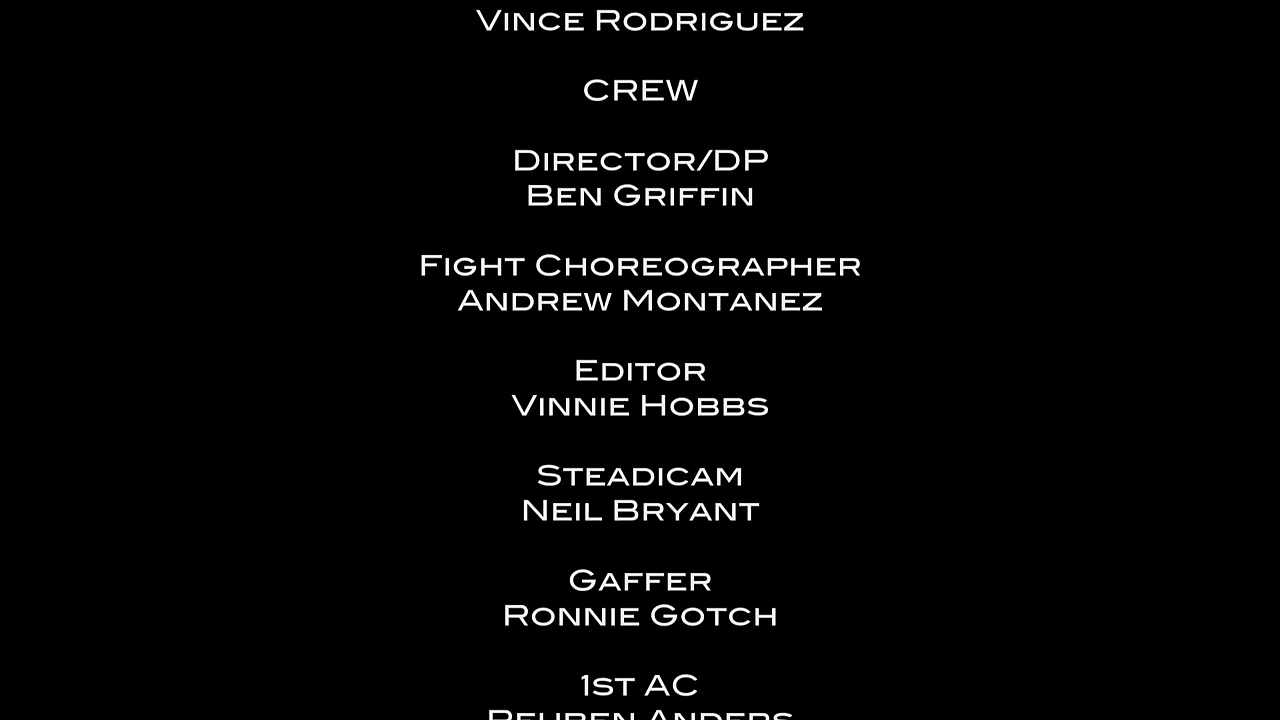 Vince Rodriguez
CREW
Director/DP
Ben Griffin
Fight Choreographer
Andrew Montanez
Editor
Vinnie Hobbs
Steadicam
Neil Bryant
Gaffer
Ronnie Gotch
1st AC
Reuben Anders